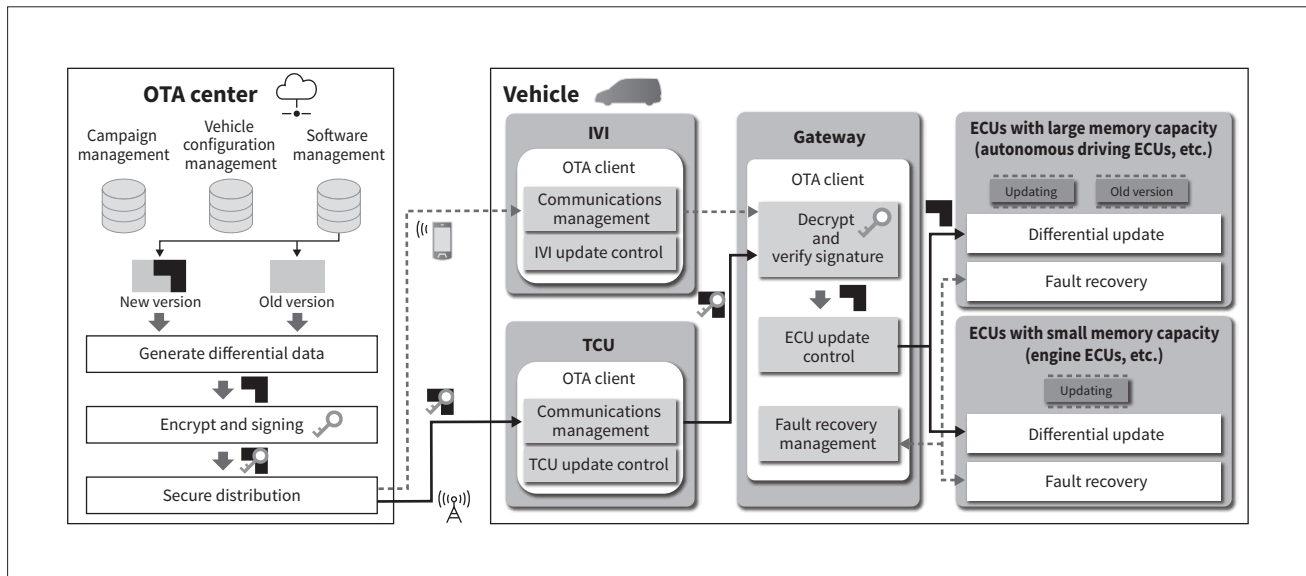 OTA center
Campaign
management
Vehicle
configuration
management
Software
management
New version
Old version
Generate differential data
Encrypt and signing
Secure distribution
Vehicle
IVI
OTA client
Communications
management
IVI update control
TCU
OTA client
Communications
management
TCU update control
Gateway
OTA client
Decrypt
and
verify signature
ECU update
control
Fault recovery
management
ECUs with large memory capacity
(autonomous driving ECUs, etc.)
Updating
Old version
Differential update
Fault recovery
ECUs with small memory capacity
(engine ECUs, etc.)
Updating
Differential update
Fault recovery